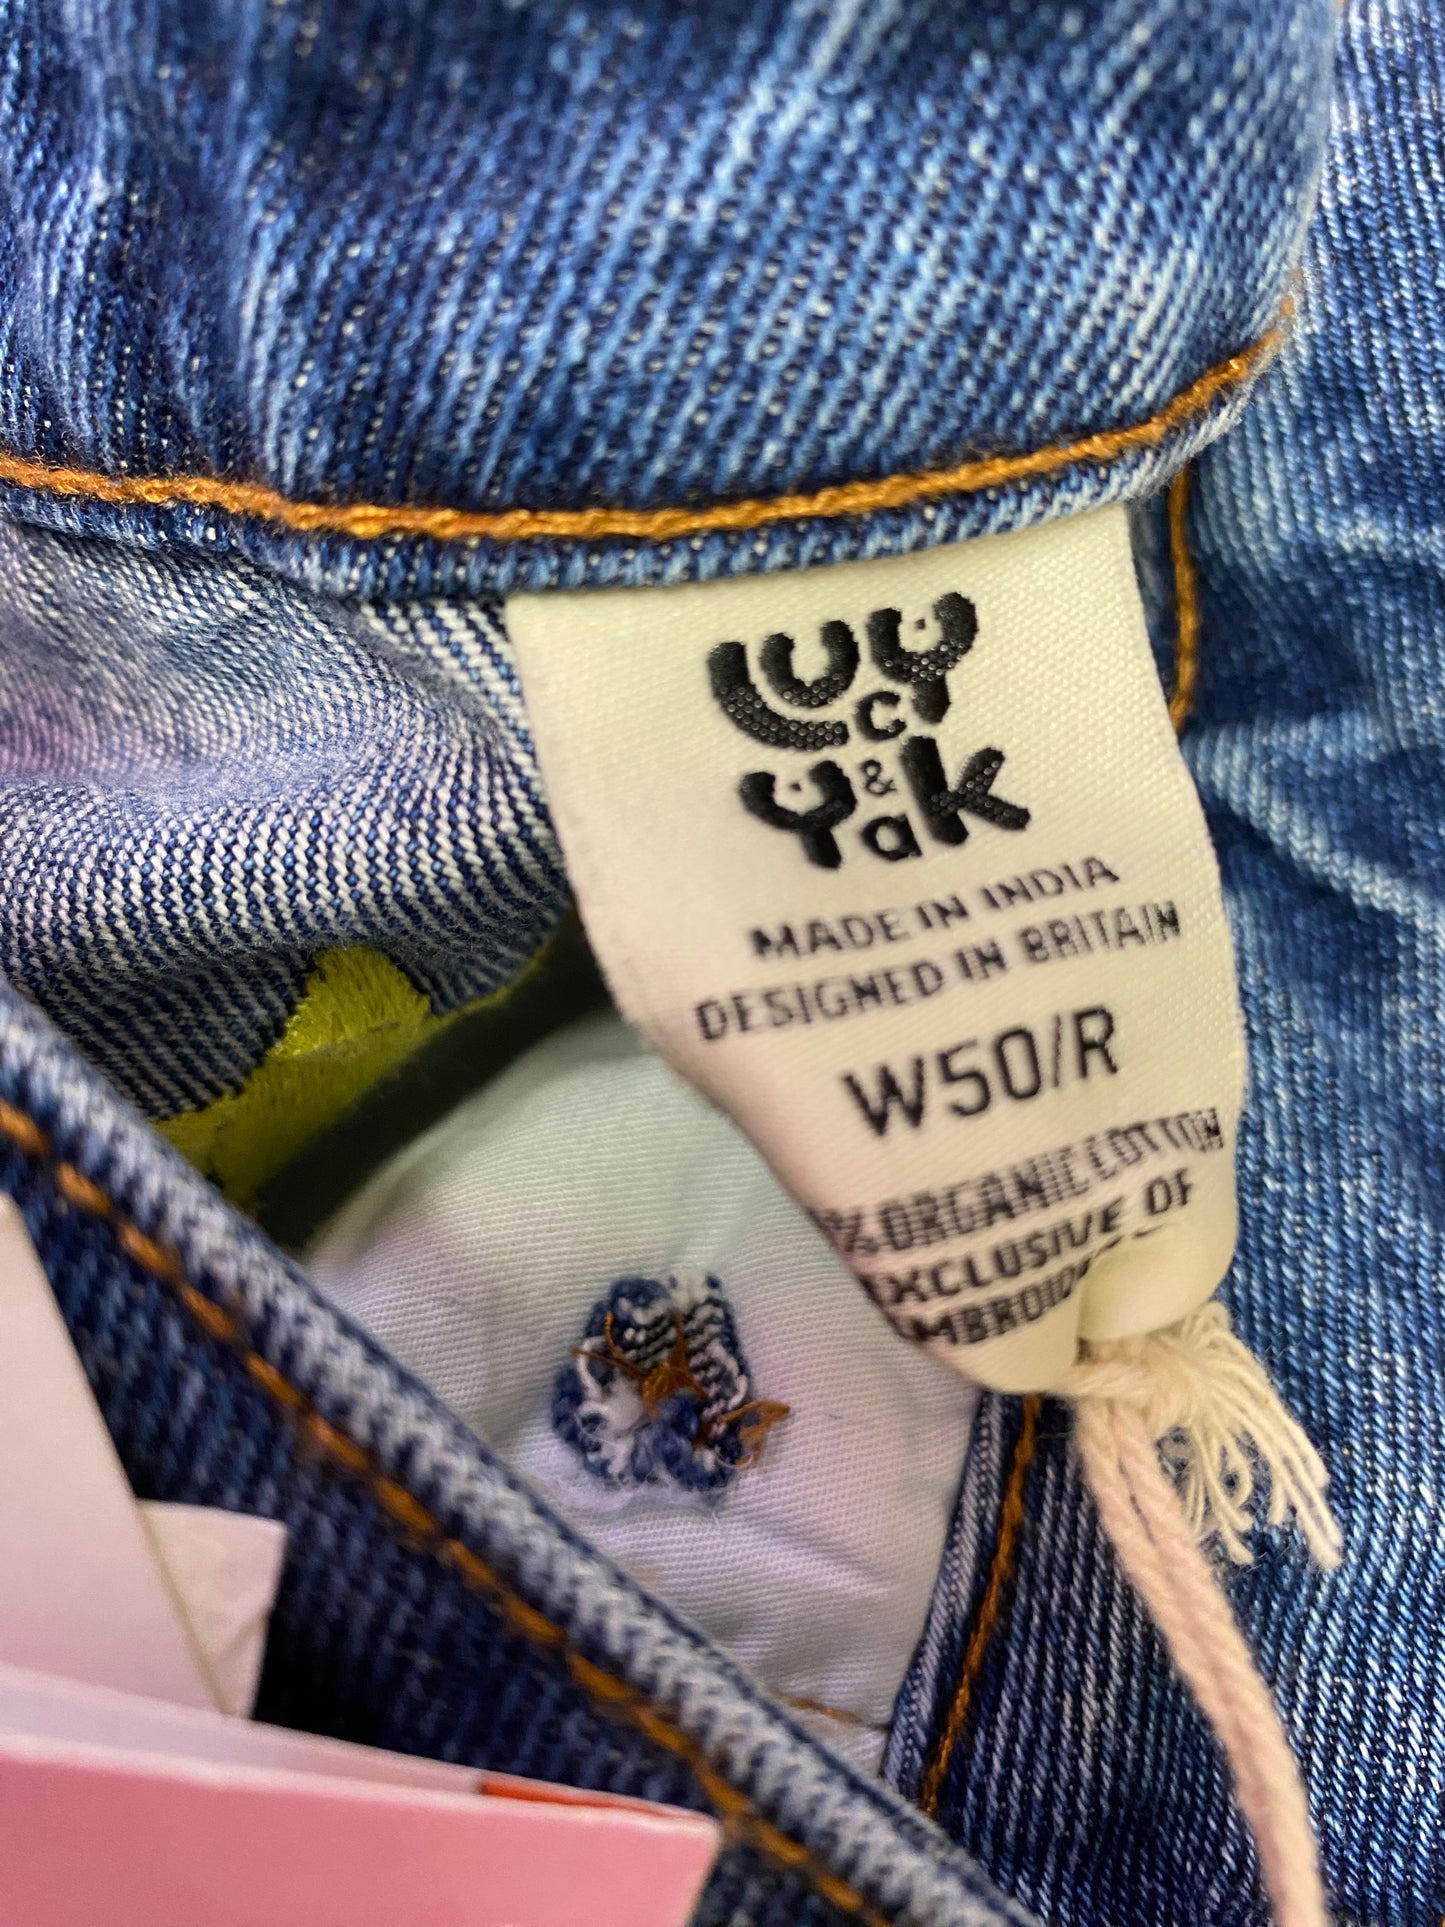 Lucy
& Yak
MADE IN INDIA
DESIGNED IN BRITAIN
W50/R
% ORGANIC COTTON
EXCLUSIVE OF